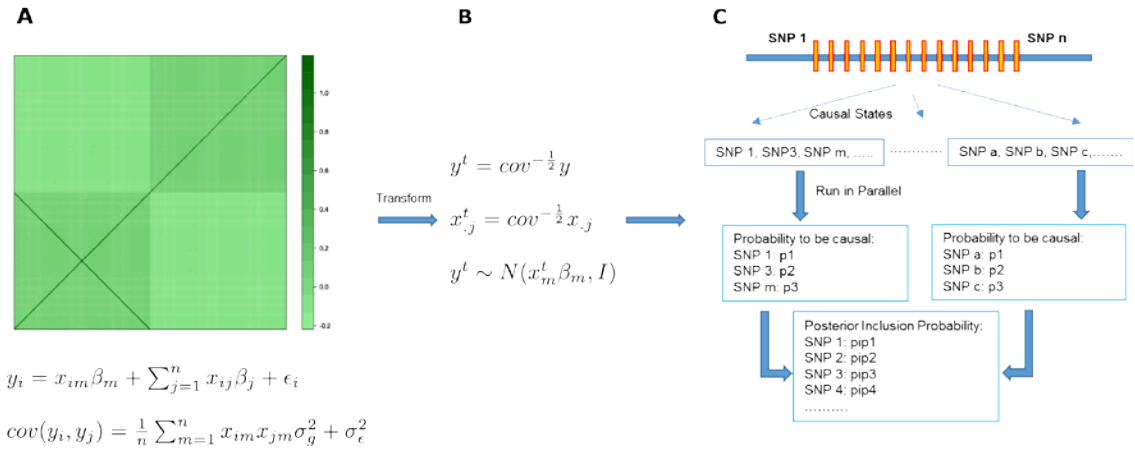 A
1.0
0.8
0.6
0.4
0.2
0.0
-0.2
y_i = x_{im}β_m + ∑_{j=1}^{n} x_{ij}β_j + ϵ_i
cov(y_i, y_j) = \frac{1}{n} ∑_{m=1}^{n} x_{im}x_{jm}σ_g^2 + σ_ϵ^2
Transform
B
y^t = cov^{-\frac{1}{2}} y
x_{.j}^t = cov^{-\frac{1}{2}} x_{.j}
y^t ∼ N(x_m^t β_m, I)
C
SNP 1
SNP n
Causal States
SNP 1, SNP3, SNP m, .....
SNP a, SNP b, SNP c,.......
Run in Parallel
Probability to be causal:
SNP 1: p1
SNP 3: p2
SNP m: p3
Probability to be causal:
SNP a: p1
SNP b: p2
SNP c: p3
Posterior Inclusion Probability:
SNP 1: pip1
SNP 2: pip2
SNP 3: pip3
SNP 4: pip4
..........